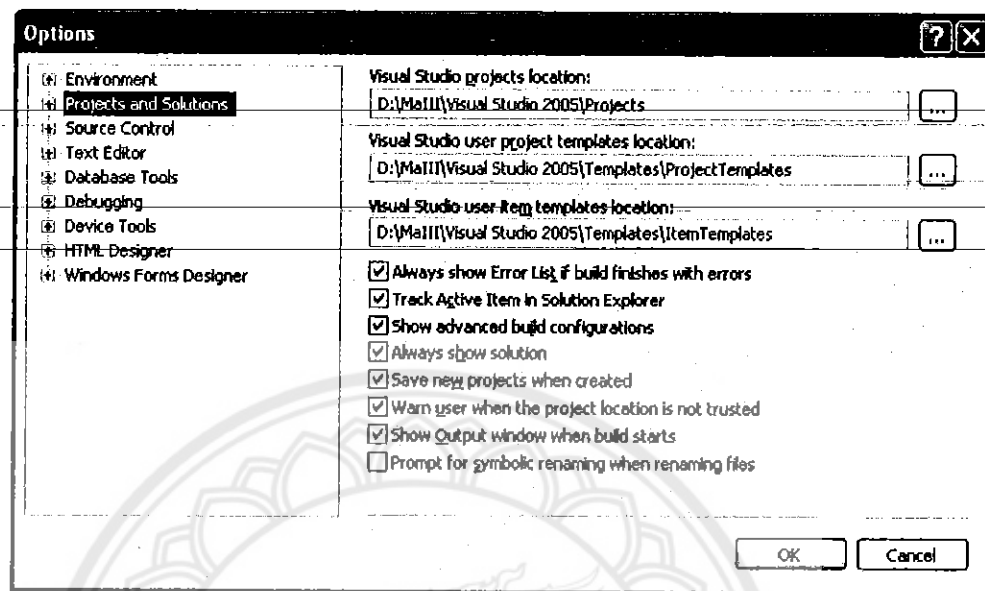 Options
Environment
Projects and Solutions
Source Control
Text Editor
Database Tools
Debugging
Device Tools
HTML Designer
Windows Forms Designer
Visual Studio projects location:
D:\MaIII\Visual Studio 2005\Projects
...
Visual Studio user project templates location:
D:\MaIII\Visual Studio 2005\Templates\ProjectTemplates
...
Visual Studio user item templates location:
D:\MaIII\Visual Studio 2005\Templates\ItemTemplates
...
Always show Error List if build finishes with errors
Track Active Item in Solution Explorer
Show advanced build configurations
Always show solution
Save new projects when created
Warn user when the project location is not trusted
Show Output window when build starts
Prompt for symbolic renaming when renaming files
OK Cancel